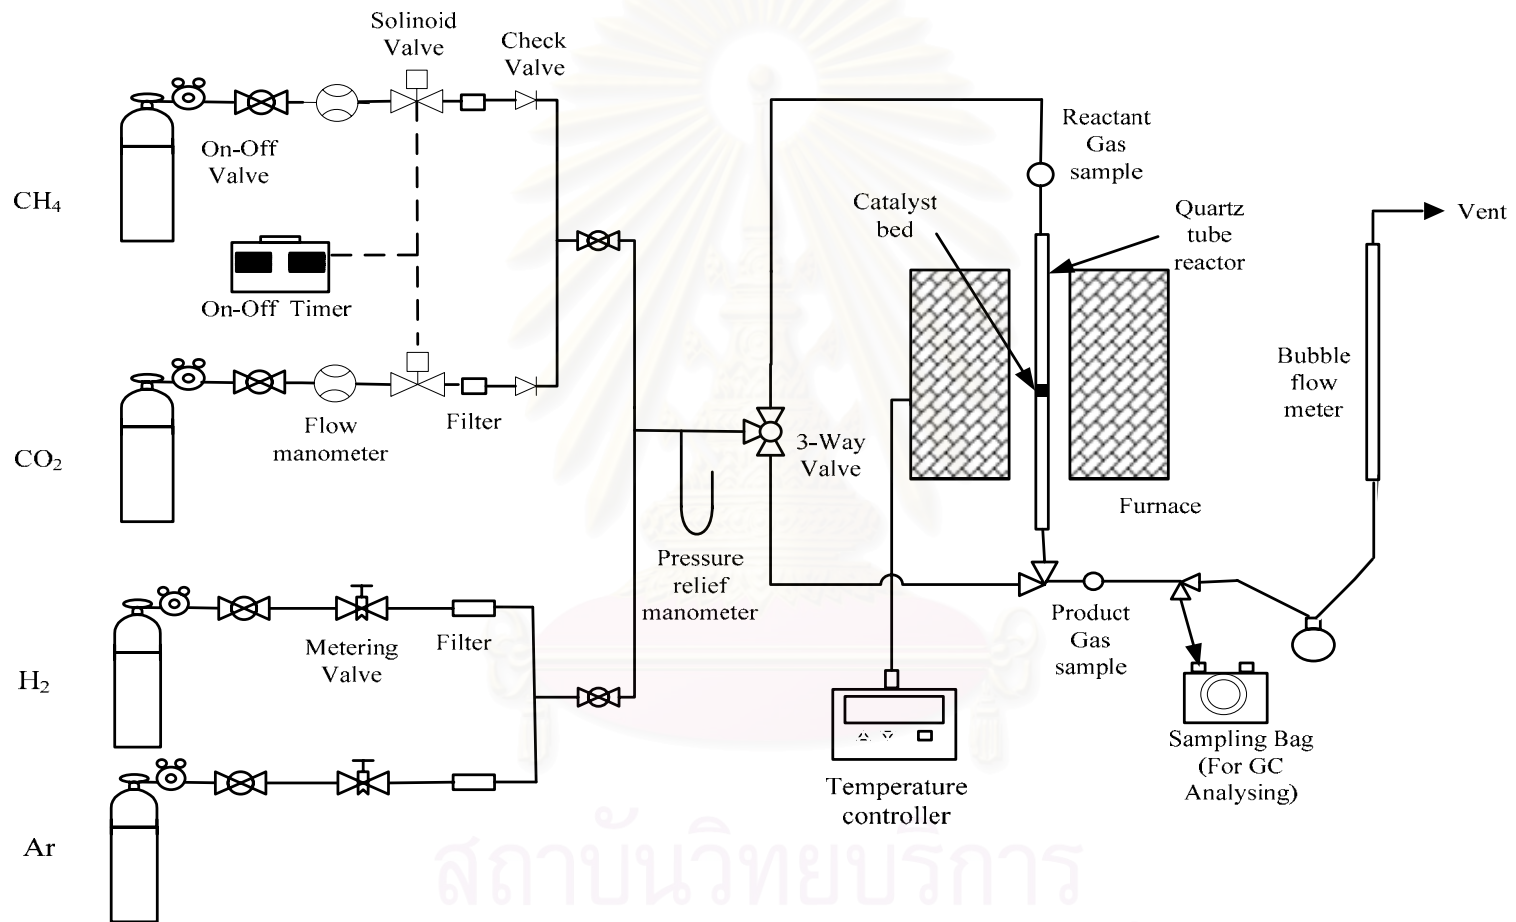 Solinoid
Valve
Check
Valve
On-Off
Valve
CH4
On-Off Timer
Flow
manometer
Filter
CO2
Reactant
Gas
sample
Catalyst
bed
Quartz
tube
reactor
Vent
Bubble
flow
meter
3-Way
Valve
Furnace
Pressure
relief
manometer
Metering
Valve
Filter
H2
Product
Gas
sample
Sampling Bag
(For GC
Analysing)
Temperature
controller
Ar
สถาบันวิทยบริการ